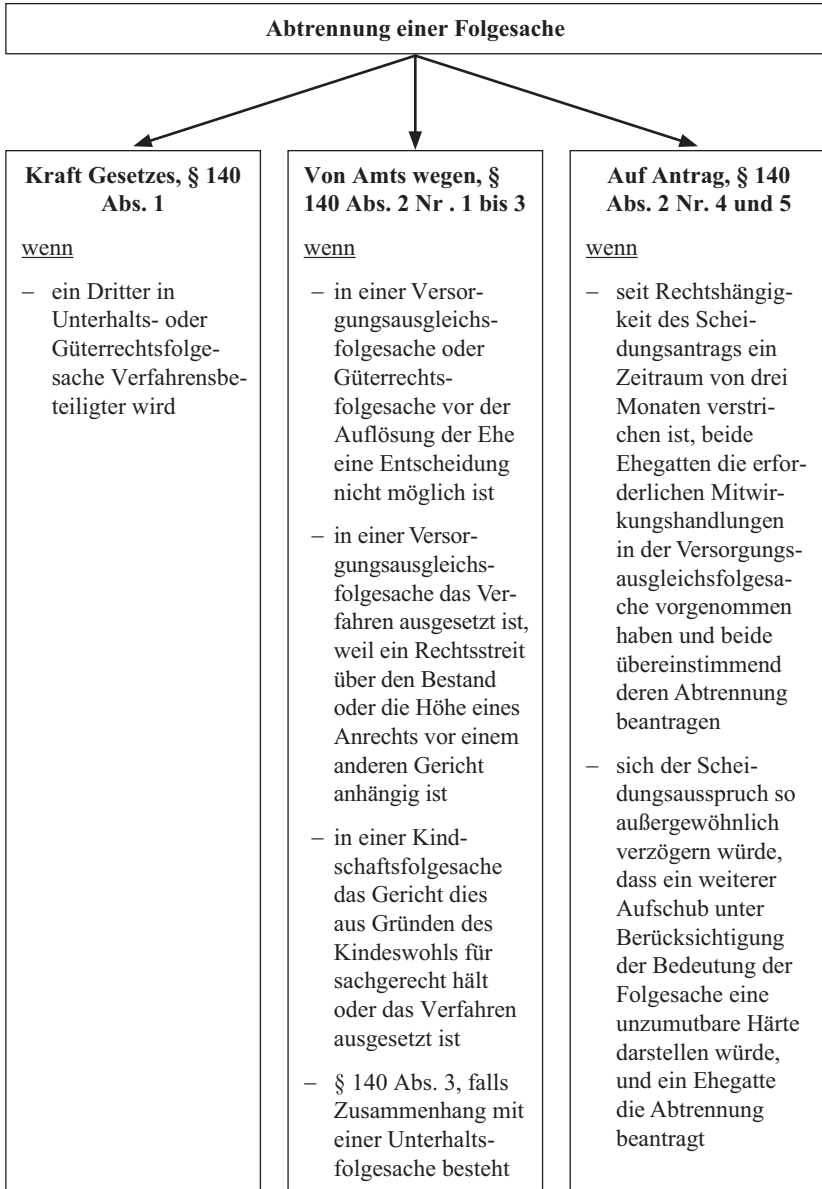 Abtrennung einer Folgesache
Kraft Gesetzes, § 140
Abs. 1
wenn
– ein Dritter in
Unterhalts- oder
Güterrechtsfolge-
sache Verfahrensbe-
teiligter wird
Von Amts wegen, §
140 Abs. 2 Nr . 1 bis 3
wenn
– in einer Versor-
gungsausgleichs-
folgesache oder
Güterrechts-
folgesache vor der
Auflösung der Ehe
eine Entscheidung
nicht möglich ist
– in einer Versor-
gungsausgleichs-
folgesache das Ver-
fahren ausgesetzt ist,
weil ein Rechtsstreit
über den Bestand
oder die Höhe eines
Anrechts vor einem
anderen Gericht
anhängig ist
– in einer Kind-
schaftsfolgesache
das Gericht dies
aus Gründen des
Kindeswohls für
sachgerecht hält
oder das Verfahren
ausgesetzt ist
– § 140 Abs. 3, falls
Zusammenhang mit
einer Unterhalts-
folgesache besteht
Auf Antrag, § 140
Abs. 2 Nr. 4 und 5
wenn
– seit Rechtshängig-
keit des Schei-
dungsantrags ein
Zeitraum von drei
Monaten verstri-
chen ist, beide
Ehegatten die erfor-
derlichen Mitwir-
kungshandlungen
in der Versorgungs-
ausgleichsfolgesa-
che vorgenommen
haben und beide
übereinstimmend
deren Abtrennung
beantragen
– sich der Schei-
dungsausspruch so
außergewöhnlich
verzögern würde,
dass ein weiterer
Aufschub unter
Berücksichtigung
der Bedeutung der
Folgesache eine
unzumutbare Härte
darstellen würde,
und ein Ehegatte
die Abtrennung
beantragt